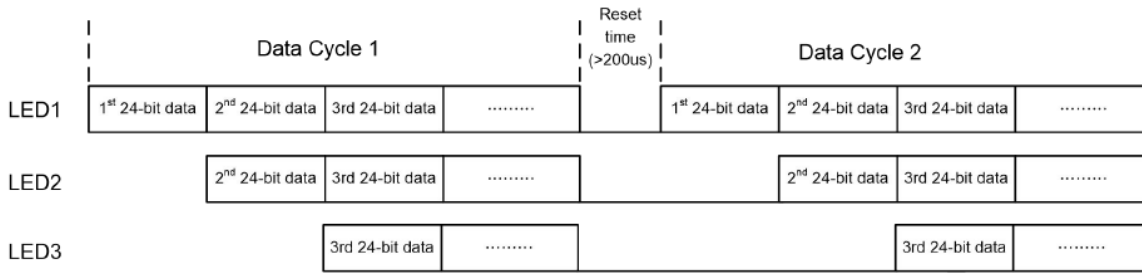 Reset
time
(>200us)
Data Cycle 1
Data Cycle 2
LED1 1st 24-bit data 2nd 24-bit data 3rd 24-bit data ......... 1st 24-bit data 2nd 24-bit data 3rd 24-bit data .........
LED2 2nd 24-bit data 3rd 24-bit data ......... 2nd 24-bit data 3rd 24-bit data .........
LED3 3rd 24-bit data ......... 3rd 24-bit data .........